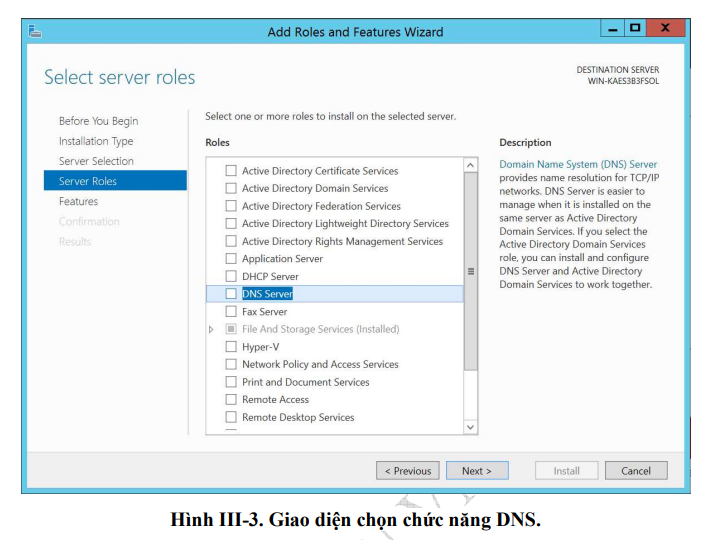 Add Roles and Features Wizard
Select server roles
DESTINATION SERVER
WIN-KAES3B3FSOL
Before You Begin
Installation Type
Server Selection
Server Roles
Features
Confirmation
Results
Select one or more roles to install on the selected server.
Roles
Active Directory Certificate Services
Active Directory Domain Services
Active Directory Federation Services
Active Directory Lightweight Directory Services
Active Directory Rights Management Services
Application Server
DHCP Server
DNS Server
Fax Server
File And Storage Services (Installed)
Hyper-V
Network Policy and Access Services
Print and Document Services
Remote Access
Remote Desktop Services
Description
Domain Name System (DNS) Server
provides name resolution for TCP/IP
networks. DNS Server is easier to
manage when it is installed on the
same server as Active Directory
Domain Services. If you select the
Active Directory Domain Services
role, you can install and configure
DNS Server and Active Directory
Domain Services to work together.
< Previous
Next >
Install
Cancel
Hình III-3. Giao diện chọn chức năng DNS.